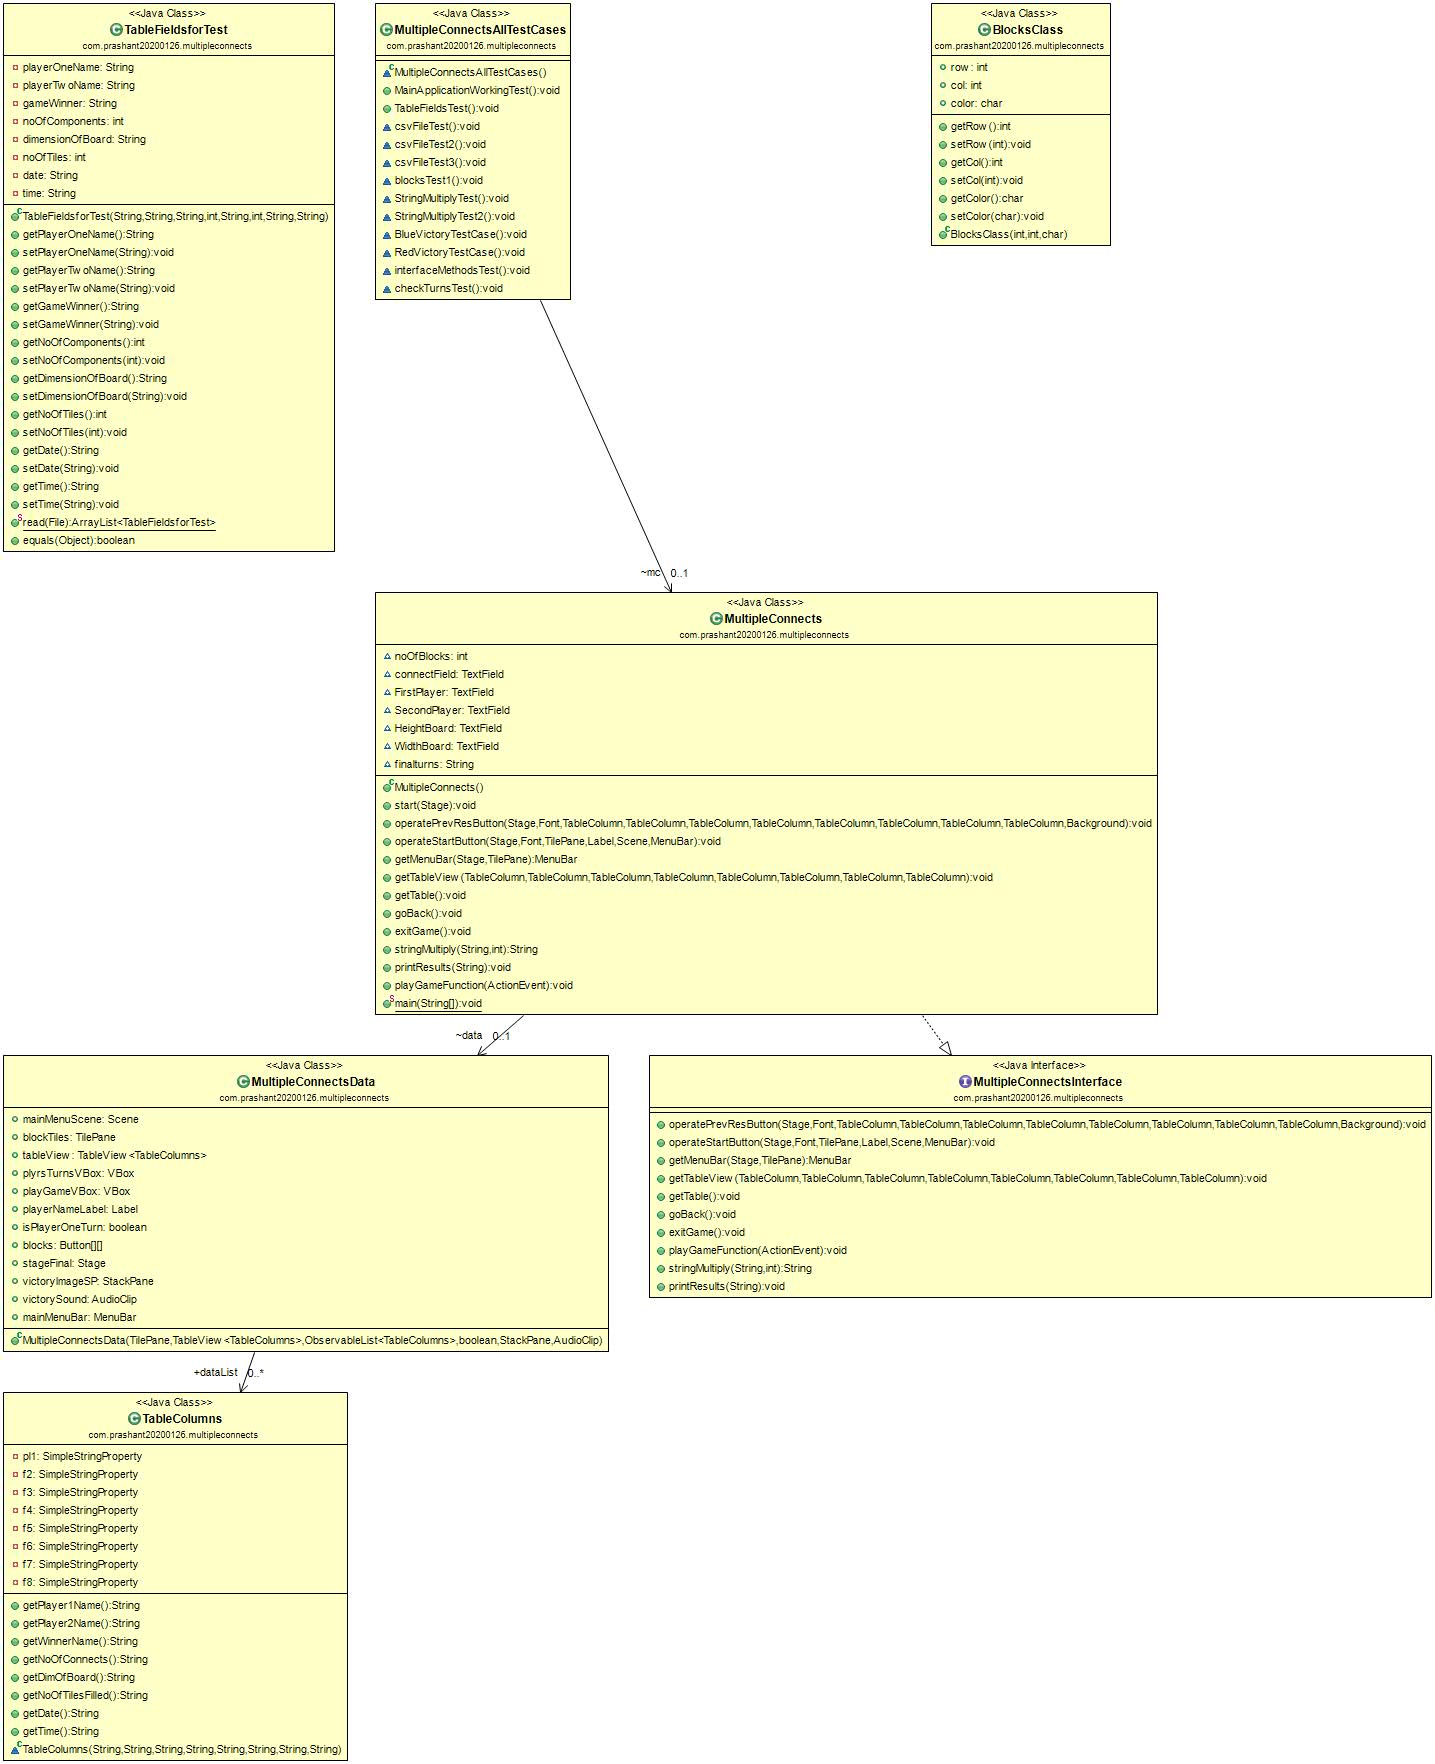 <<Java Class>>
TableFieldsforTest
com.prashant20200126.multipleconnects
playerOneName: String
playerTwoName: String
gameWinner: String
noOfComponents: int
dimensionOfBoard: String
noOfTiles: int
date: String
time: String
TableFieldsforTest(String,String,String,int,String,int,String,String)
getPlayerOneName():String
setPlayerOneName(String):void
getPlayerTwoName():String
setPlayerTwoName(String):void
getGameWinner():String
setGameWinner(String):void
getNoOfComponents():int
setNoOfComponents(int):void
getDimensionOfBoard():String
setDimensionOfBoard(String):void
getNoOfTiles():int
setNoOfTiles(int):void
getDate():String
setDate(String):void
getTime():String
setTime(String):void
read(File):ArrayList<TableFieldsforTest>
equals(Object):boolean
<<Java Class>>
MultipleConnectsAllTestCases
com.prashant20200126.multipleconnects
MultipleConnectsAllTestCases()
MainApplicationWorkingTest():void
TableFieldsTest():void
csvFileTest():void
csvFileTest2():void
csvFileTest3():void
blocksTest1():void
StringMultiplyTest():void
StringMultiplyTest2():void
BlueVictoryTestCase():void
RedVictoryTestCase():void
interfaceMethodsTest():void
checkTurnsTest():void
<<Java Class>>
BlocksClass
com.prashant20200126.multipleconnects
row: int
col: int
color: char
getRow():int
setRow(int):void
getCol():int
setCol(int):void
getColor():char
setColor(char):void
BlocksClass(int,int,char)
~mc 0..1
<<Java Class>>
MultipleConnects
com.prashant20200126.multipleconnects
noOfBlocks: int
connectField: TextField
FirstPlayer: TextField
SecondPlayer: TextField
HeightBoard: TextField
WidthBoard: TextField
finalturns: String
MultipleConnects()
start(Stage):void
operatePrevResButton(Stage,Font,TableColumn,TableColumn,TableColumn,TableColumn,TableColumn,TableColumn,TableColumn,TableColumn,Background):void
operateStartButton(Stage,Font,TilePane,Label,Scene,MenuBar):void
getMenuBar(Stage,TilePane):MenuBar
getTableView(TableColumn,TableColumn,TableColumn,TableColumn,TableColumn,TableColumn,TableColumn,TableColumn):void
getTable():void
goBack():void
exitGame():void
stringMultiply(String,int):String
printResults(String):void
playGameFunction(ActionEvent):void
main(String[]):void
~data 0..1
<<Java Class>>
MultipleConnectsData
com.prashant20200126.multipleconnects
mainMenuScene: Scene
blockTiles: TilePane
tableView: TableView<TableColumns>
plyrsTurnsVBox: VBox
playGameVBox: VBox
playerNameLabel: Label
isPlayerOneTurn: boolean
blocks: Button[][]
stageFinal: Stage
victoryImageSP: StackPane
victorySound: AudioClip
mainMenuBar: MenuBar
MultipleConnectsData(TilePane,TableView<TableColumns>,ObservableList<TableColumns>,boolean,StackPane,AudioClip)
<<Java Interface>>
MultipleConnectsInterface
com.prashant20200126.multipleconnects
operatePrevResButton(Stage,Font,TableColumn,TableColumn,TableColumn,TableColumn,TableColumn,TableColumn,TableColumn,TableColumn,Background):void
operateStartButton(Stage,Font,TilePane,Label,Scene,MenuBar):void
getMenuBar(Stage,TilePane):MenuBar
getTableView(TableColumn,TableColumn,TableColumn,TableColumn,TableColumn,TableColumn,TableColumn,TableColumn):void
getTable():void
goBack():void
exitGame():void
playGameFunction(ActionEvent):void
stringMultiply(String,int):String
printResults(String):void
+dataList 0..*
<<Java Class>>
TableColumns
com.prashant20200126.multipleconnects
pl1: SimpleStringProperty
f2: SimpleStringProperty
f3: SimpleStringProperty
f4: SimpleStringProperty
f5: SimpleStringProperty
f6: SimpleStringProperty
f7: SimpleStringProperty
f8: SimpleStringProperty
getPlayer1Name():String
getPlayer2Name():String
getWinnerName():String
getNoOfConnects():String
getDimOfBoard():String
getNoOfTilesFilled():String
getDate():String
getTime():String
TableColumns(String,String,String,String,String,String,String,String)